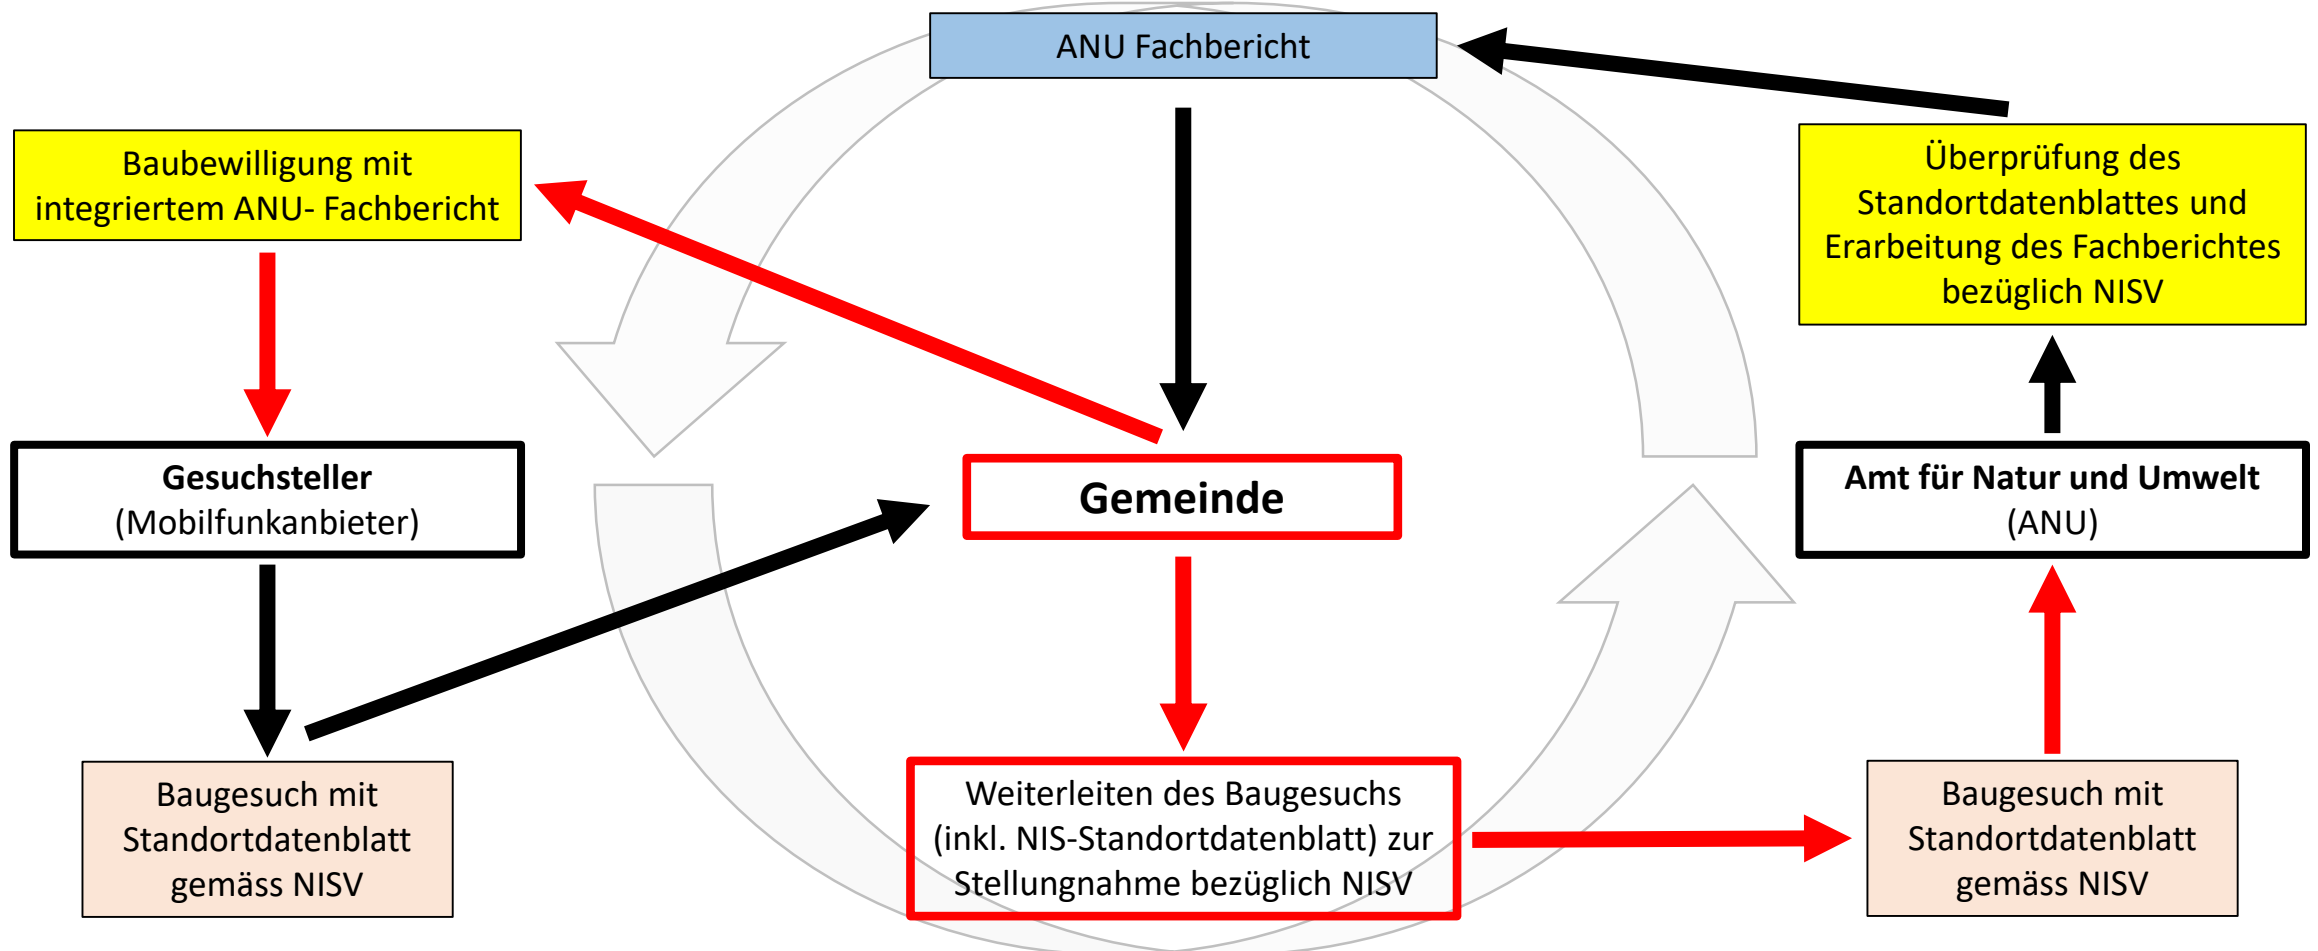 ANU Fachbericht
Baubewilligung mit
integriertem ANU- Fachbericht
Überprüfung des
Standortdatenblattes und
Erarbeitung des Fachberichtes
bezüglich NISV
Gesuchsteller
(Mobilfunkanbieter)
Gemeinde
Amt für Natur und Umwelt
(ANU)
Baugesuch mit
Standortdatenblatt
gemäss NISV
Weiterleiten des Baugesuchs
(inkl. NIS-Standortdatenblatt) zur
Stellungnahme bezüglich NISV
Baugesuch mit
Standortdatenblatt
gemäss NISV